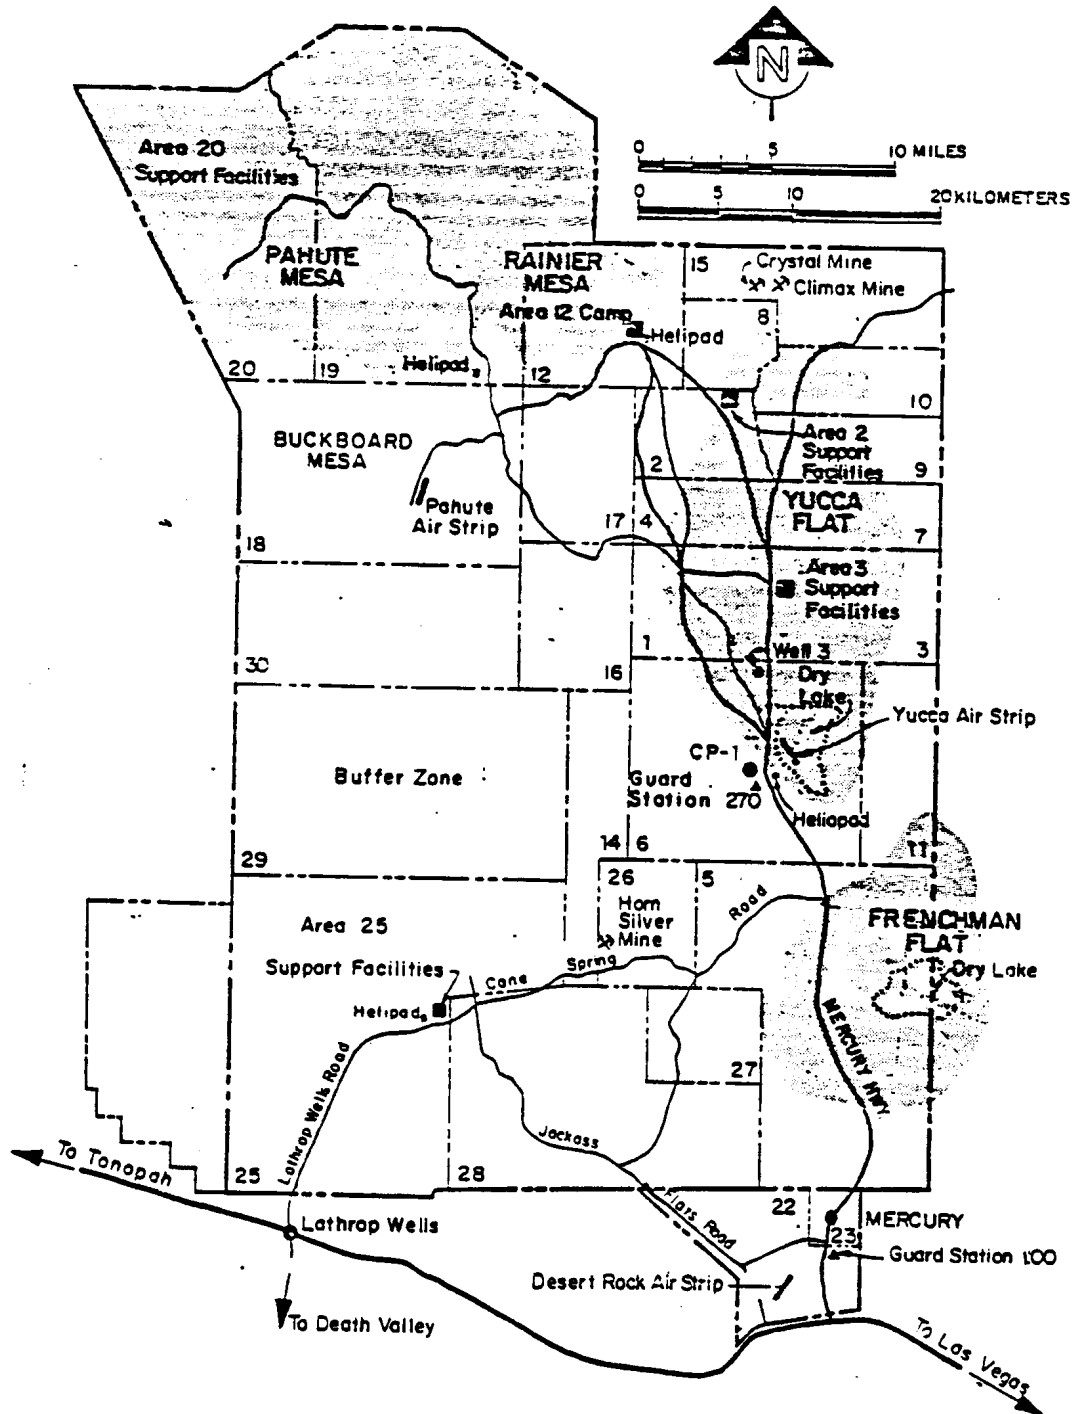 N
0 5 10 MILES
0 5 10 20 KILOMETERS
Area 20
Support Facilities
PAHUTE
MESA
RAINIER
MESA
Area 12 Camp
Helipad
15
Crystal Mine
Climax Mine
8
Helipads
20
19
12
10
BUCKBOARD
MESA
Area 2
Support
Facilities
2
9
Pahute
Air Strip
YUCCA
FLAT
18
17
4
7
Area 3
Support
Facilities
1
Well 3
3
30
16
Dry
Lake
Yucca Air Strip
CP-1
Buffer Zone
Guard
Station 270
Heliopad
29
14
6
11
26
5
Area 25
Horn
Silver
Mine
Road
FRENCHMAN
FLAT
Support Facilities
Cane Spring
Dry Lake
Helipads
MERCURY HWY
Lathrop Wells Road
27
Jackass
Flats Road
To Tonopah
25
28
22
MERCURY
23
Lathrop Wells
Guard Station 100
Desert Rock Air Strip
To Death Valley
To Las Vegas